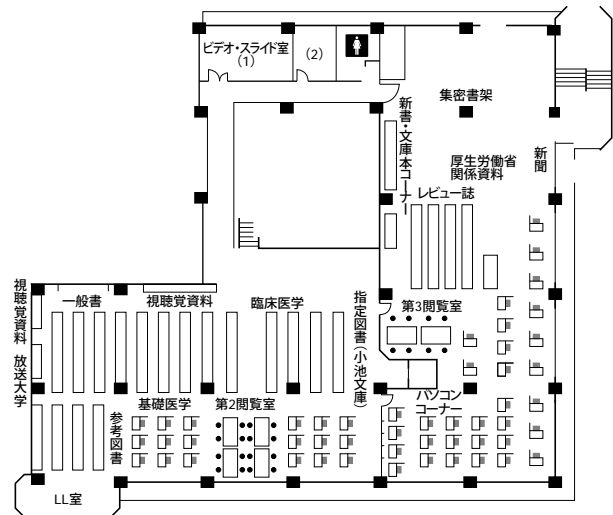 ビデオ・スライド室
(1)
(2)
集密書架
新書・文庫本コーナー
新聞
厚生労働省
関係資料
レビュー誌
視聴覚資料 放送大学
一般書
視聴覚資料
臨床医学
指定図書(小池文庫)
第3閲覧室
参考図書
基礎医学
第2閲覧室
パソコン
コーナー
LL室